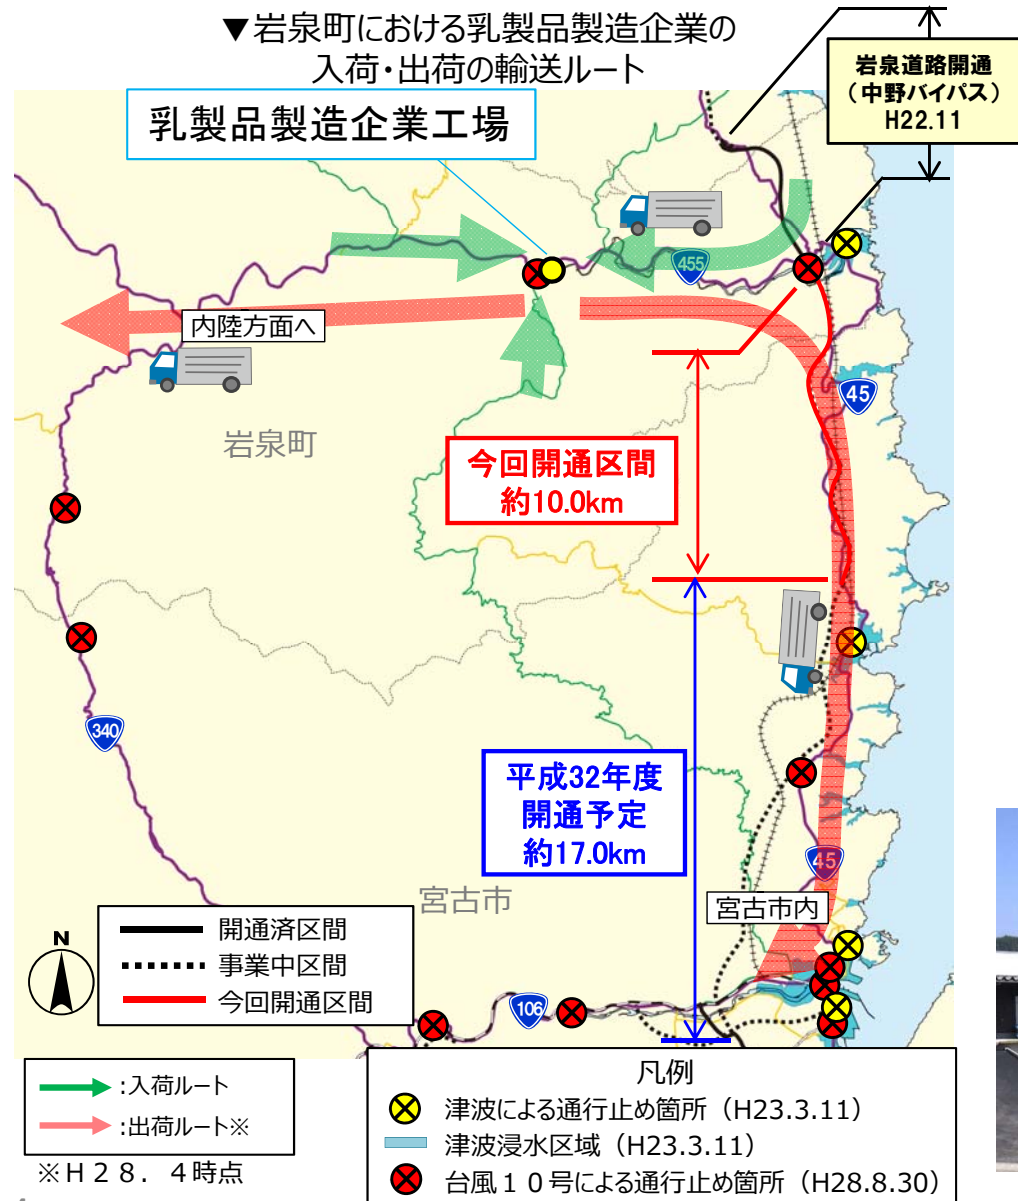 ▼岩泉町における乳製品製造企業の
入荷・出荷の輸送ルート
岩泉道路開通
（中野バイパス）
H22.11
乳製品製造企業工場
455
内陸方面へ
45
岩泉町
今回開通区間
約10.0km
340
平成32年度
開通予定
約17.0km
45
宮古市
宮古市内
N
開通済区間
事業中区間
今回開通区間
106
:入荷ルート
:出荷ルート※
※Ｈ２８．４時点
凡例
津波による通行止め箇所（H23.3.11）
津波浸水区域（H23.3.11）
台風１０号による通行止め箇所（H28.8.30）